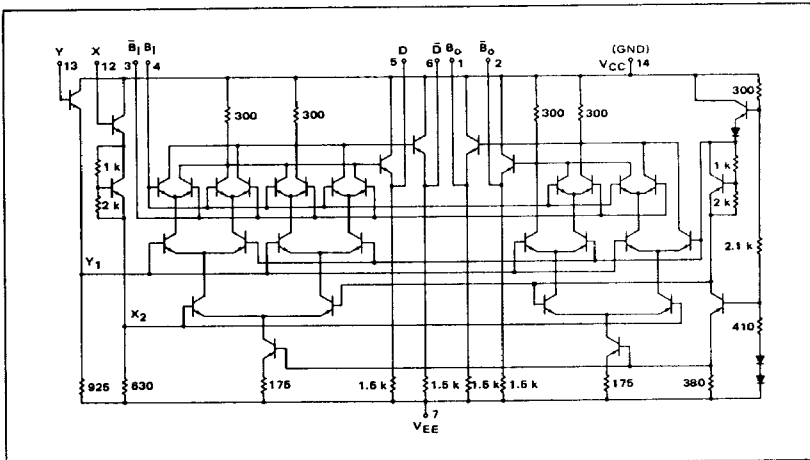 Y X B̄I BI D D̄ Bo B̄o (GND)
13 12 3 4 5 6 1 2 VCC 14
300 300 300 300 300
1 k 1 k
2 k 2 k
2.1 k
Y1
X2
410
925 630 175 1.5 k 1.5 k 1.5 k 1.5 k 175 380
7
VEE